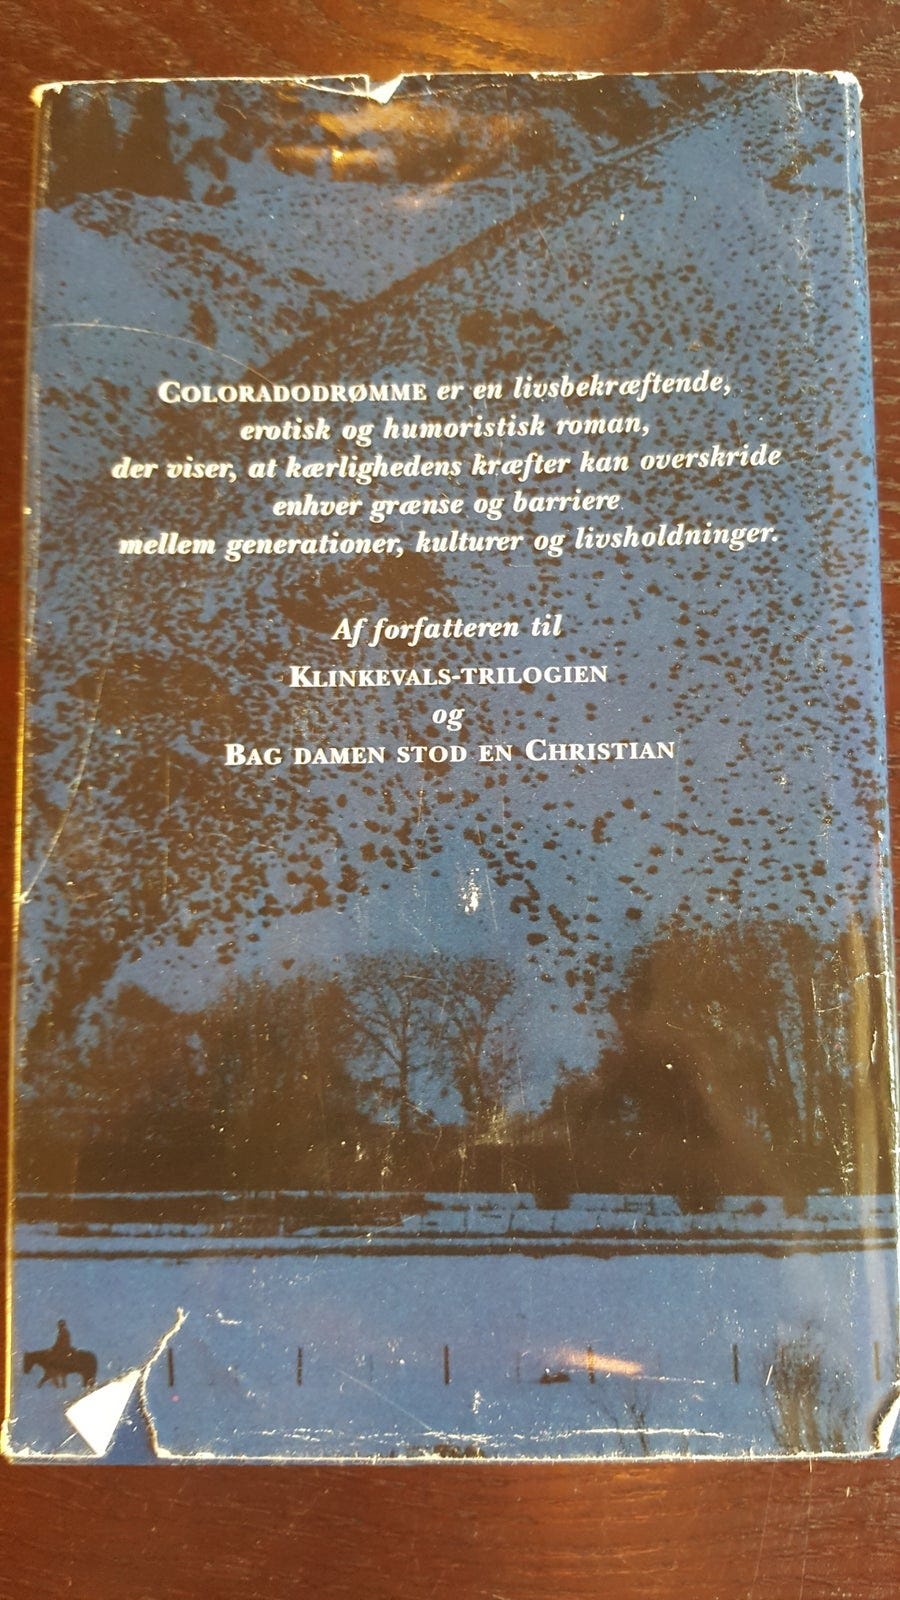 COLORADODRØMME er en livsbekræftende,
erotisk og humoristisk roman,
der viser, at kærlighedens kræfter kan overskride
enhver grænse og barriere
mellem generationer, kulturer og livsholdninger.
Af forfatteren til
KLINKEVALS-TRILOGIEN
og
BAG DAMEN STOD EN CHRISTIAN